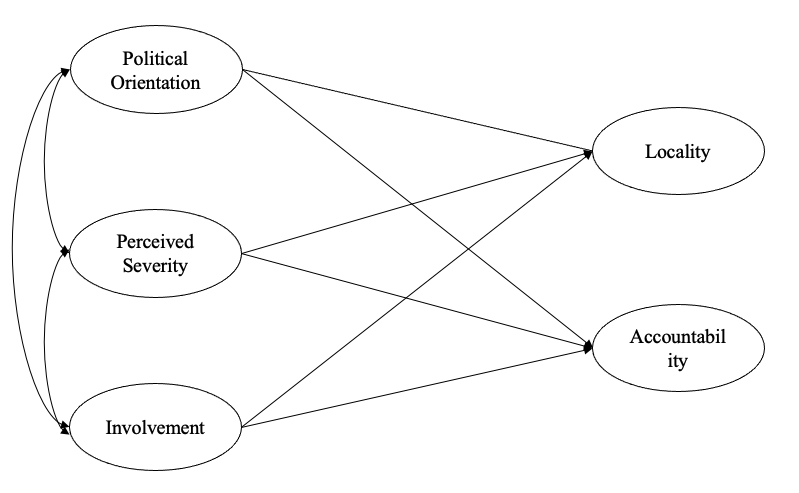 Political
Orientation
Locality
Perceived
Severity
Accountabil
ity
Involvement